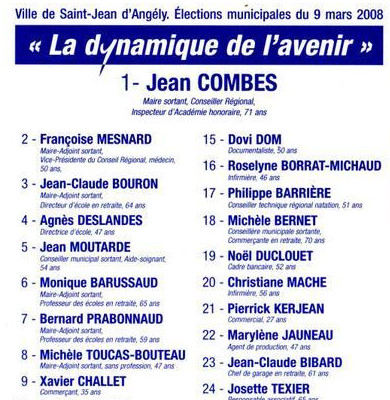 Ville de Saint-Jean d'Angély. Élections municipales du 9 mars 2008
« La dynamique de l'avenir »
1- Jean COMBES
Maire sortant, Conseiller Régional,
Inspecteur d'Académie honoraire, 71 ans
2 - Françoise MESNARD
Maire-Adjoint sortant,
Vice-Présidente du Conseil Régional, médecin,
50 ans,
3 - Jean-Claude BOURON
Maire-Adjoint sortant,
Directeur d'école en retraite, 64 ans
4 - Agnès DESLANDES
Directrice d'école, 47 ans
5 - Jean MOUTARDE
Conseiller municipal sortant, Aide-soignant,
54 ans
6 - Monique BARUSSAUD
Maire-Adjoint sortant,
Professeur des écoles en retraite, 65 ans
7 - Bernard PRABONNAUD
Maire-Adjoint sortant,
Professeur des écoles en retraite, 59 ans
8 - Michèle TOUCAS-BOUTEAU
Maire-Adjoint sortant, sans profession, 47 ans
9 - Xavier CHALLET
Commerçant, 35 ans
15 - Dovi DOM
Documentaliste, 50 ans
16 - Roselyne BORRAT-MICHAUD
Infirmière, 46 ans
17 - Philippe BARRIÈRE
Conseiller technique régional natation, 51 ans
18 - Michèle BERNET
Conseillère municipale sortante,
Commerçante en retraite, 70 ans
19 - Noël DUCLOUET
Cadre bancaire, 52 ans
20 - Christiane MACHE
Infirmière, 56 ans
21 - Pierrick KERJEAN
Commercial, 27 ans
22 - Marylène JAUNEAU
Agent de production, 47 ans
23 - Jean-Claude BIBARD
Chef de garage en retraite, 61 ans
24 - Josette TEXIER
Responsable associatif, 65 ans